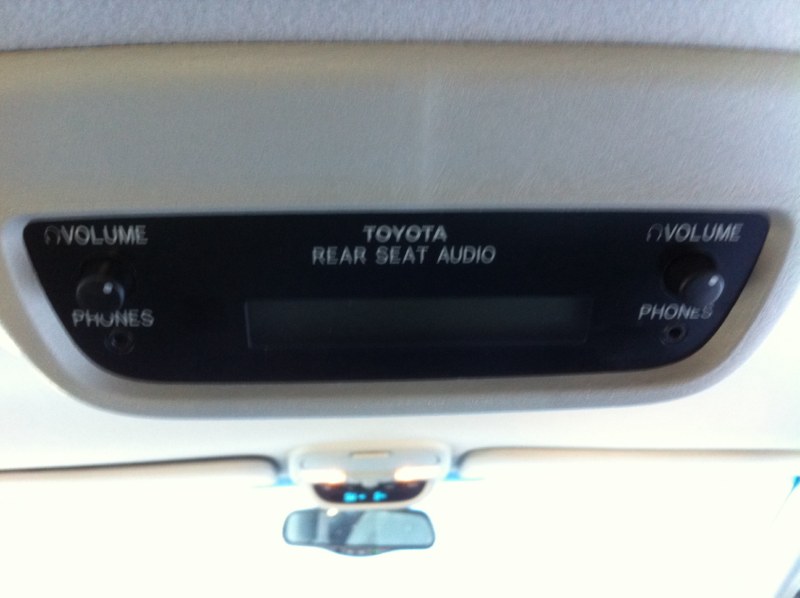 VOLUME
TOYOTA
REAR SEAT AUDIO
VOLUME
PHONES
PHONES